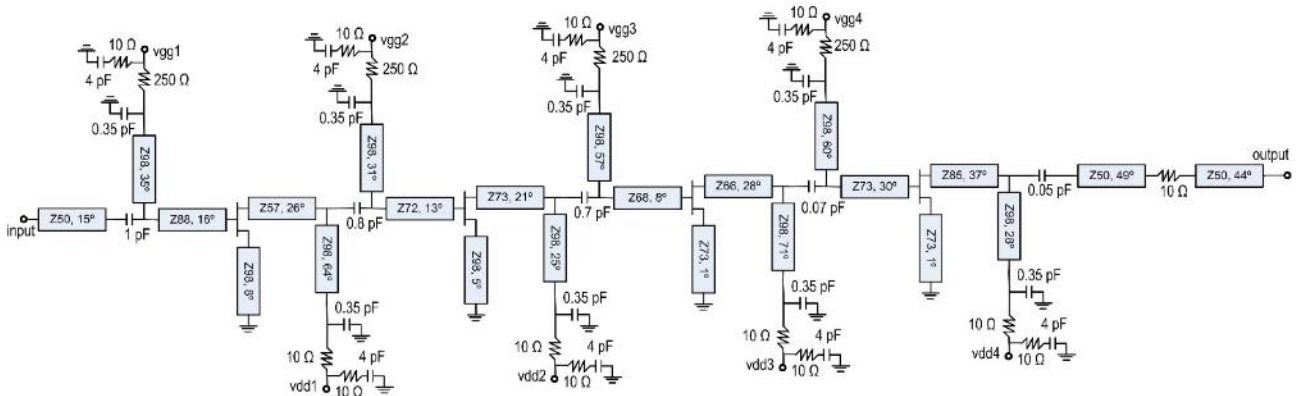 10 Ω
vgg1
4 pF
250 Ω
0.35 pF
Z98, 35°
input
Z50, 15°
1 pF
Z88, 16°
Z98, 8°
Z57, 26°
Z98, 64°
0.35 pF
10 Ω
4 pF
vdd1
10 Ω
10 Ω
vgg2
4 pF
250 Ω
0.35 pF
Z98, 31°
0.8 pF
Z72, 13°
Z98, 5°
Z73, 21°
Z98, 25°
0.35 pF
10 Ω
4 pF
vdd2
10 Ω
10 Ω
vgg3
4 pF
250 Ω
0.35 pF
Z98, 57°
0.7 pF
Z68, 8°
Z73, 1°
Z66, 28°
Z98, 71°
0.35 pF
10 Ω
4 pF
vdd3
10 Ω
10 Ω
vgg4
4 pF
250 Ω
0.35 pF
Z98, 60°
0.07 pF
Z73, 30°
Z73, 1°
Z85, 37°
Z98, 28°
0.35 pF
10 Ω
4 pF
vdd4
10 Ω
0.05 pF
Z50, 49°
10 Ω
Z50, 44°
output